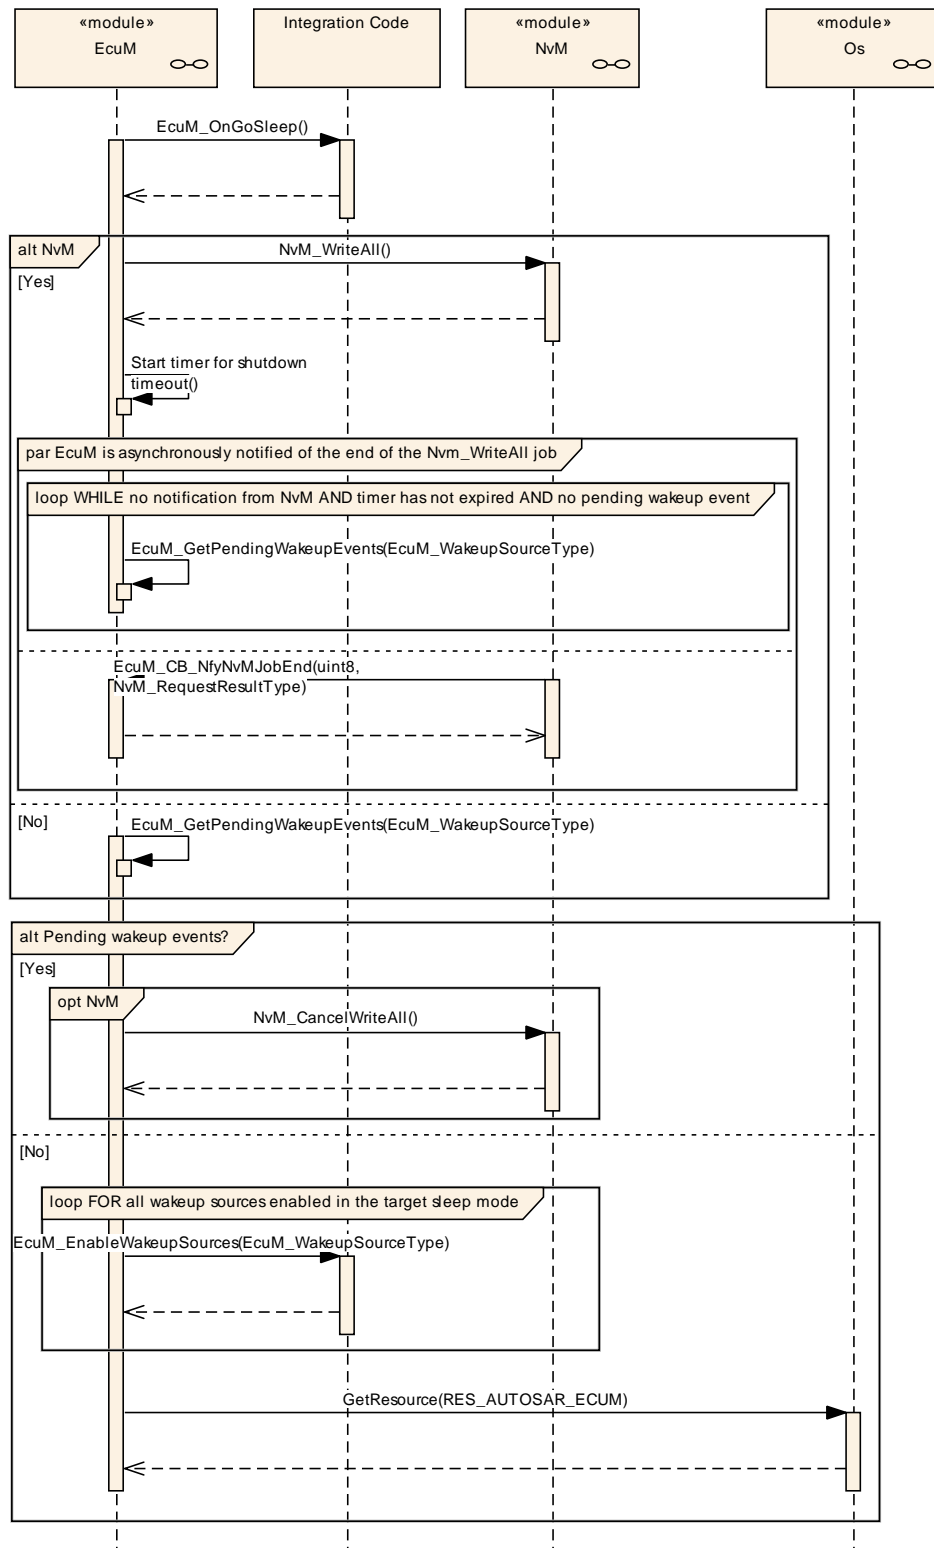 «module»
EcuM
Integration Code
«module»
NvM
«module»
Os
EcuM_OnGoSleep()
alt NvM
NvM_WriteAll()
[Yes]
Start timer for shutdown
timeout()
par EcuM is asynchronously notified of the end of the Nvm_WriteAll job
loop WHILE no notification from NvM AND timer has not expired AND no pending wakeup event
EcuM_GetPendingWakeupEvents(EcuM_WakeupSourceType)
EcuM_CB_NfyNvMJobEnd(uint8,
NvM_RequestResultType)
[No]
EcuM_GetPendingWakeupEvents(EcuM_WakeupSourceType)
alt Pending wakeup events?
[Yes]
opt NvM
NvM_CancelWriteAll()
[No]
loop FOR all wakeup sources enabled in the target sleep mode
EcuM_EnableWakeupSources(EcuM_WakeupSourceType)
GetResource(RES_AUTOSAR_ECUM)